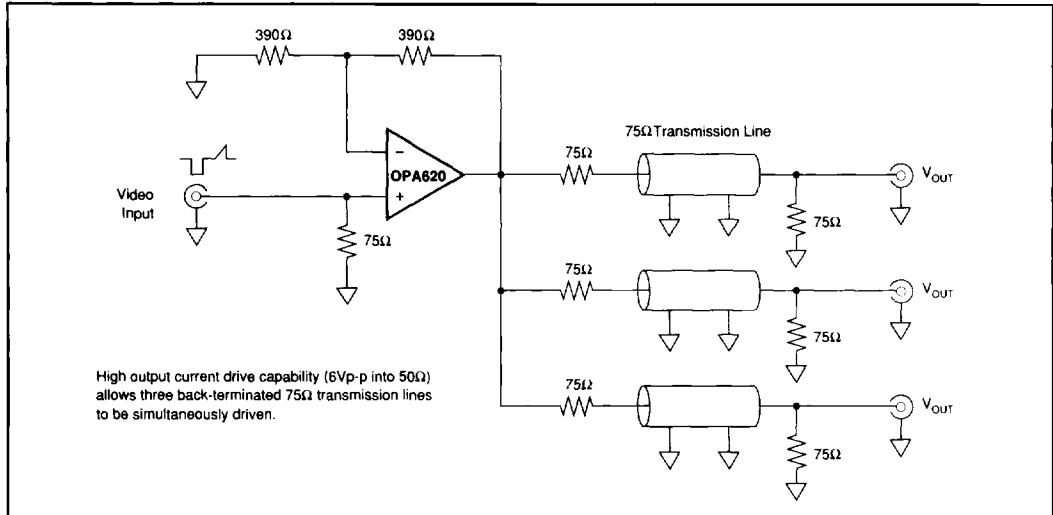 390Ω 390Ω
75Ω Transmission Line
75Ω
−
OPA620
+
VOUT
Video
Input
75Ω
75Ω
75Ω
VOUT
75Ω
High output current drive capability (6Vp-p into 50Ω)
allows three back-terminated 75Ω transmission lines
to be simultaneously driven.
75Ω
VOUT
75Ω